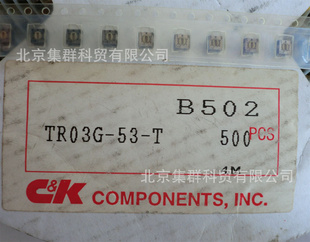 北京集群科贸有限公司
B502
TR03G-53-T
500 PCS
4M
北京集群科贸有限公司
C&K COMPONENTS, INC.